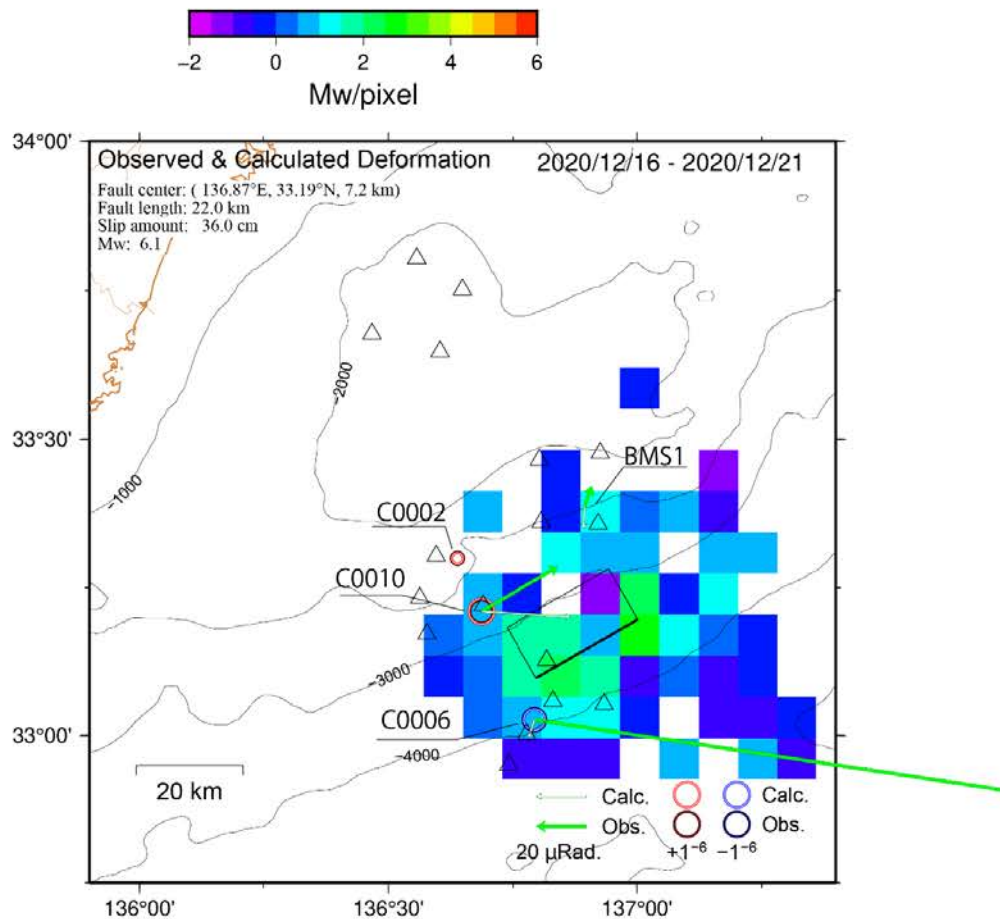 −2 0 2 4 6
Mw/pixel
34°00'
Observed & Calculated Deformation 2020/12/16 - 2020/12/21
Fault center: ( 136.87°E, 33.19°N, 7.2 km)
Fault length: 22.0 km
Slip amount: 36.0 cm
Mw: 6.1
−2000
33°30'
BMS1
−1000
C0002
C0010
−3000
C0006
33°00'
−4000
20 km
Calc. Calc.
Obs. Obs.
20 µRad. +1⁻⁶ −1⁻⁶
136°00' 136°30' 137°00'